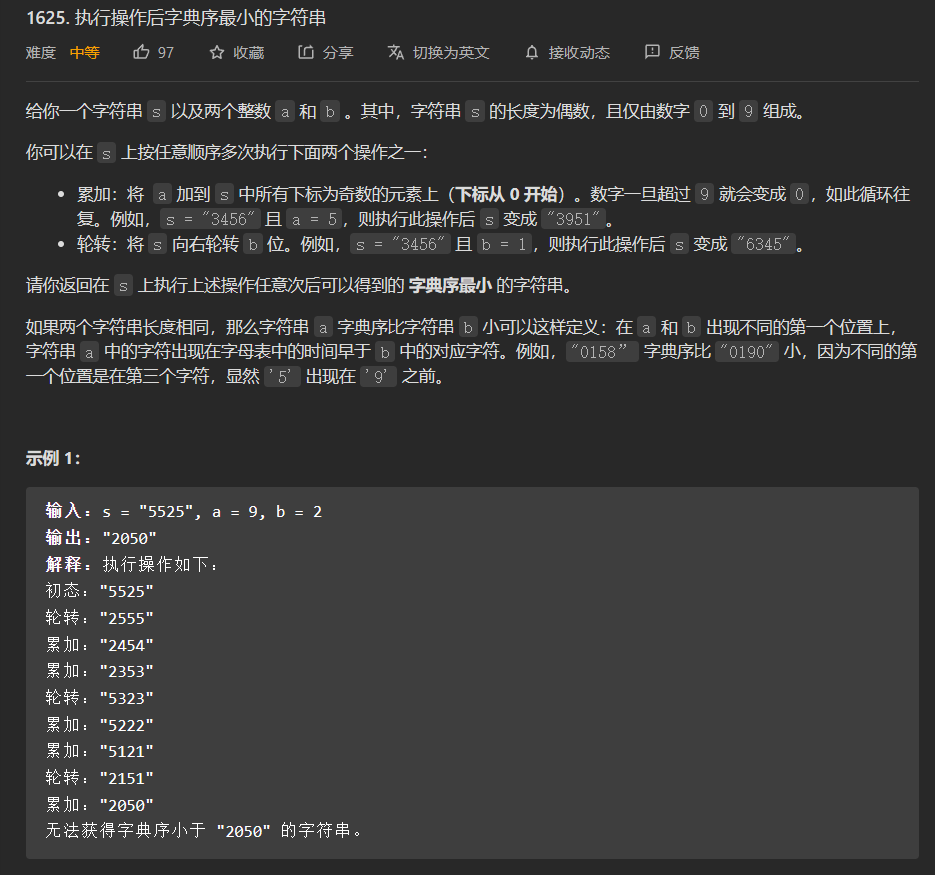 1625. 执行操作后字典序最小的字符串
难度 中等 97 收藏 分享 切换为英文 接收动态 反馈
给你一个字符串 s 以及两个整数 a 和 b 。其中，字符串 s 的长度为偶数，且仅由数字 0 到 9 组成。
你可以在 s 上按任意顺序多次执行下面两个操作之一：
• 累加：将 a 加到 s 中所有下标为奇数的元素上（下标从 0 开始）。数字一旦超过 9 就会变成 0，如此循环往
复。例如，s = "3456" 且 a = 5，则执行此操作后 s 变成 "3951"。
• 轮转：将 s 向右轮转 b 位。例如，s = "3456" 且 b = 1，则执行此操作后 s 变成 "6345"。
请你返回在 s 上执行上述操作任意次后可以得到的 字典序最小 的字符串。
如果两个字符串长度相同，那么字符串 a 字典序比字符串 b 小可以这样定义：在 a 和 b 出现不同的第一个位置上，
字符串 a 中的字符出现在字母表中的时间早于 b 中的对应字符。例如，"0158” 字典序比 "0190" 小，因为不同的第
一个位置是在第三个字符，显然 '5' 出现在 '9' 之前。
示例 1：
输入：s = "5525", a = 9, b = 2
输出："2050"
解释：执行操作如下：
初态："5525"
轮转："2555"
累加："2454"
累加："2353"
轮转："5323"
累加："5222"
累加："5121"
轮转："2151"
累加："2050"
无法获得字典序小于 "2050" 的字符串。